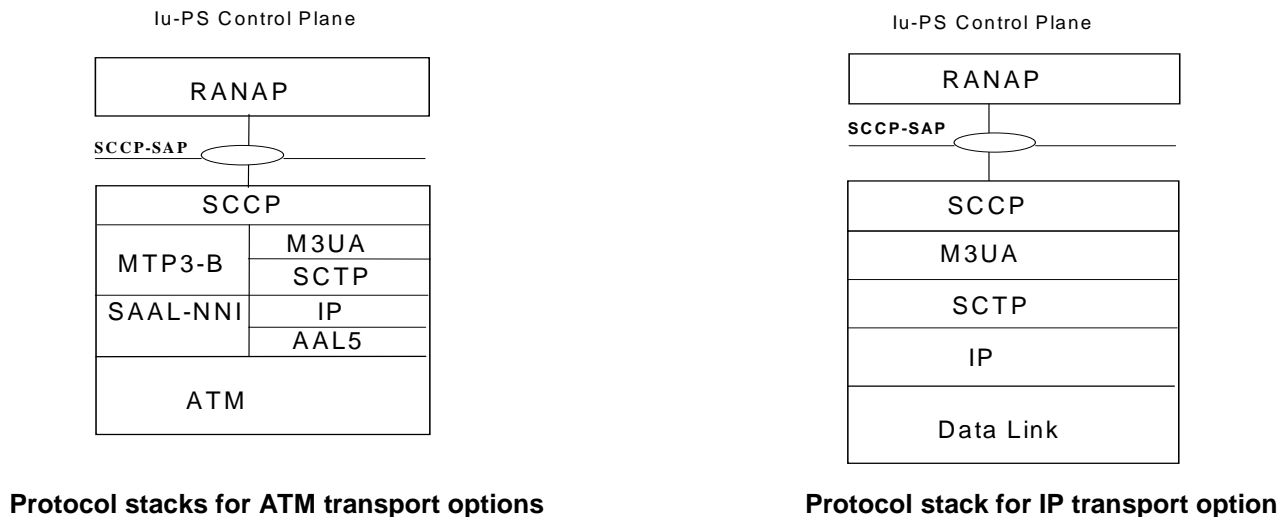 Iu-PS Control Plane
RANAP
SCCP-SAP
SCCP
MTP3-B
M3UA
SCTP
SAAL-NNI
IP
AAL5
ATM
Protocol stacks for ATM transport options
Iu-PS Control Plane
RANAP
SCCP-SAP
SCCP
M3UA
SCTP
IP
Data Link
Protocol stack for IP transport option